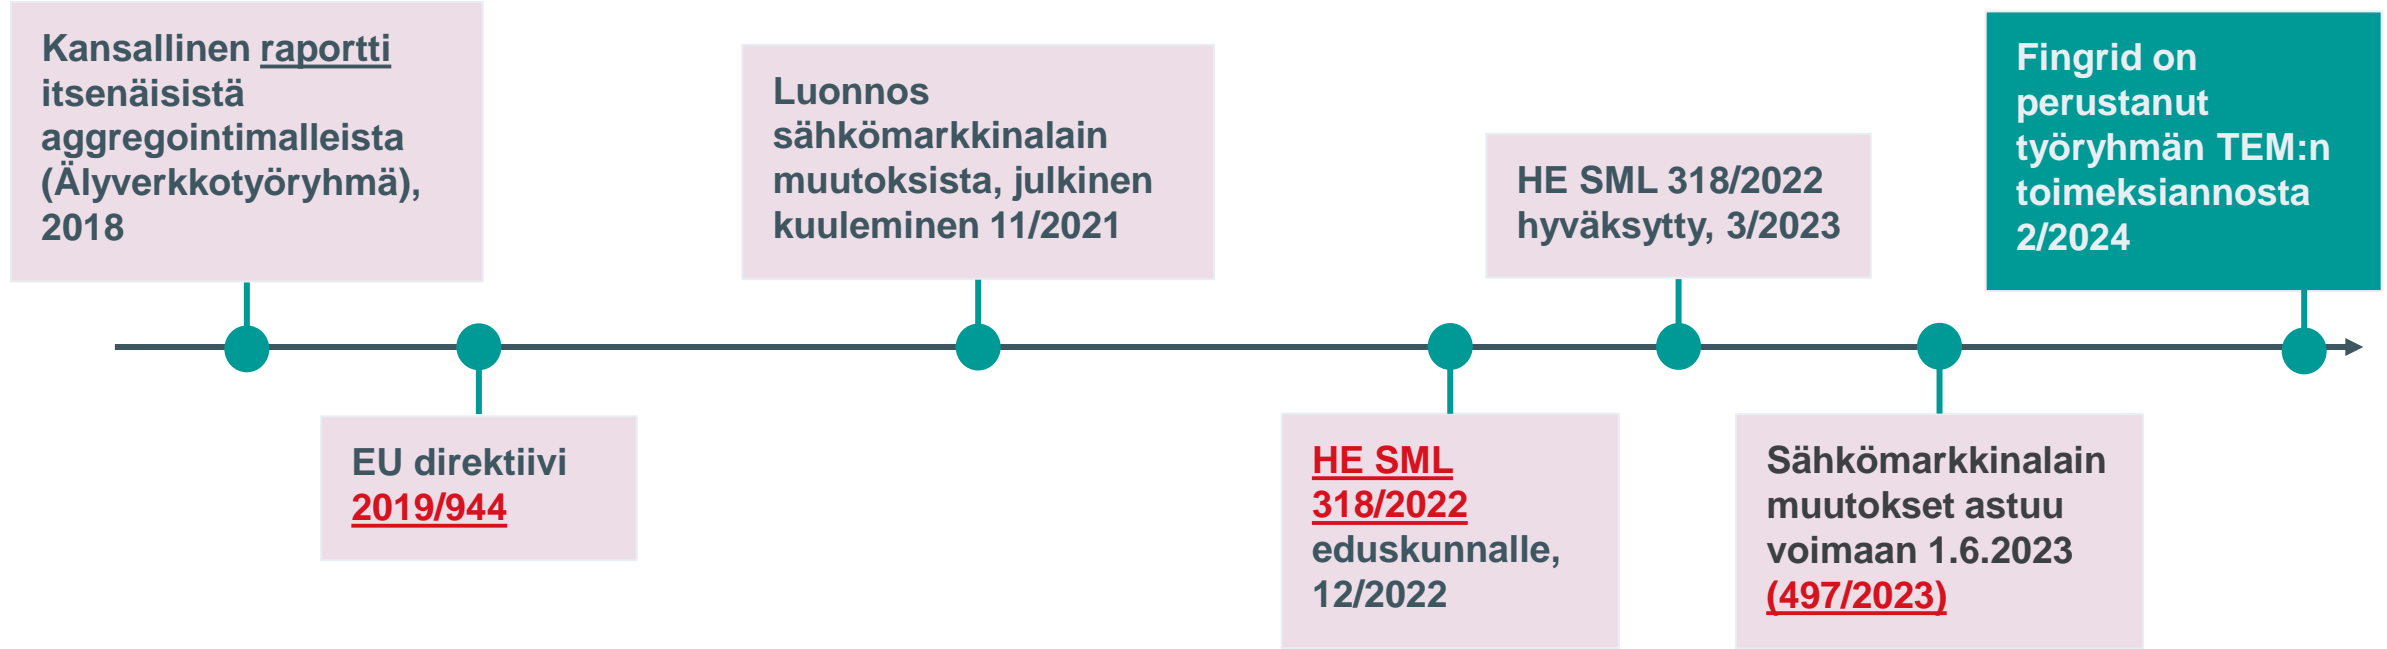 Kansallinen raportti
itsenäisistä
aggregointimalleista
(Älyverkkotyöryhmä),
2018
EU direktiivi
2019/944
Luonnos
sähkömarkkinalain
muutoksista, julkinen
kuuleminen 11/2021
HE SML
318/2022
eduskunnalle,
12/2022
HE SML 318/2022
hyväksytty, 3/2023
Sähkömarkkinalain
muutokset astuu
voimaan 1.6.2023
(497/2023)
Fingrid on
perustanut
työryhmän TEM:n
toimeksiannosta
2/2024